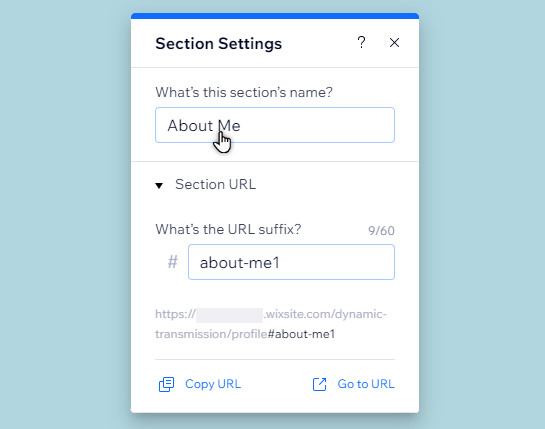 Section Settings ?
What's this section's name?
About Me
Section URL
What's the URL suffix? 9/60
# about-me1
https:// .wixsite.com/dynamic-
transmission/profile#about-me1
Copy URL Go to URL